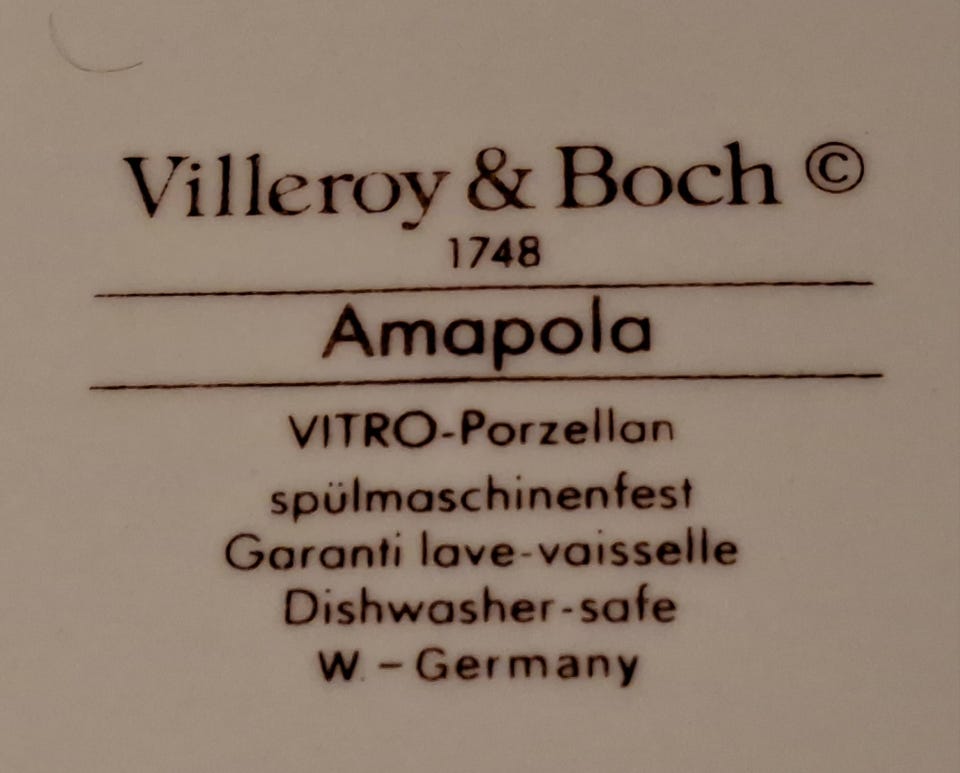 Villeroy & Boch ©
1748
Amapola
VITRO-Porzellan
spülmaschinenfest
Garanti lave-vaisselle
Dishwasher-safe
W. – Germany